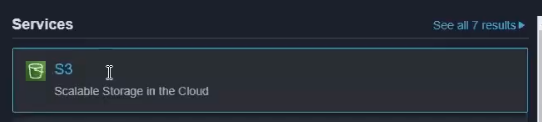 Services
See all 7 results ▶
S3
Scalable Storage in the Cloud